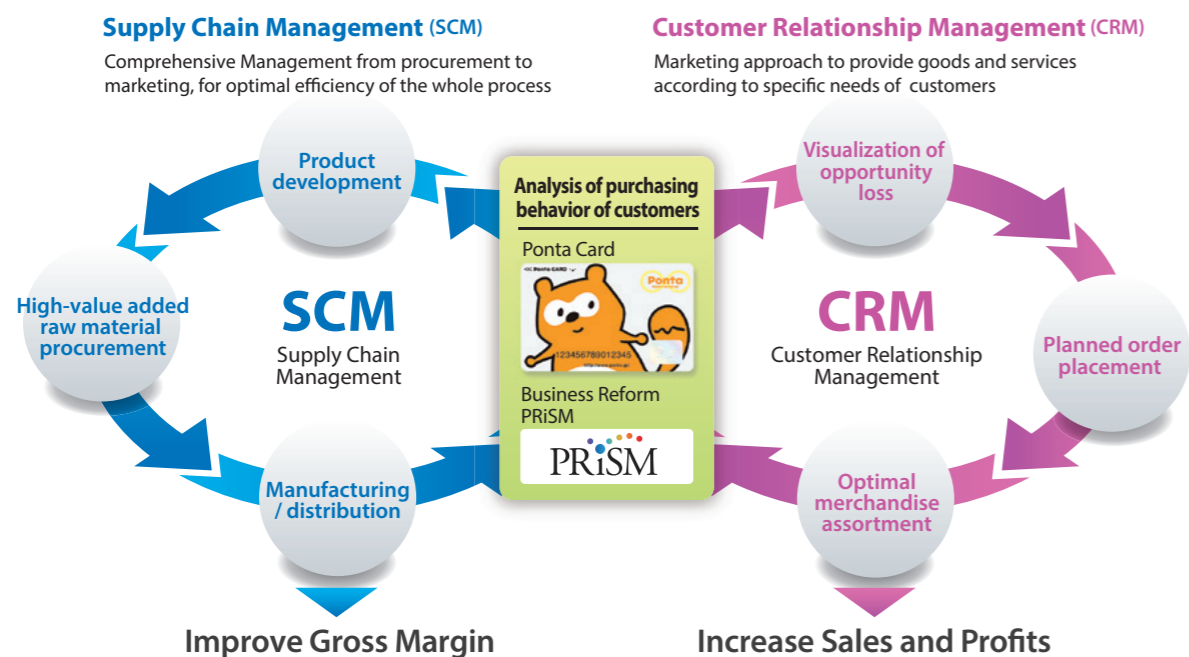 Supply Chain Management (SCM)
Comprehensive Management from procurement to
marketing, for optimal efficiency of the whole process
Customer Relationship Management (CRM)
Marketing approach to provide goods and services
according to specific needs of customers
Product
development
High-value added
raw material
procurement
Manufacturing
/ distribution
SCM
Supply Chain
Management
Analysis of purchasing
behavior of customers
Ponta Card
Ponta CARD
Ponta
123456789012345
Business Reform
PRiSM
PRiSM
Visualization of
opportunity
loss
Planned order
placement
Optimal
merchandise
assortment
CRM
Customer Relationship
Management
Improve Gross Margin
Increase Sales and Profits